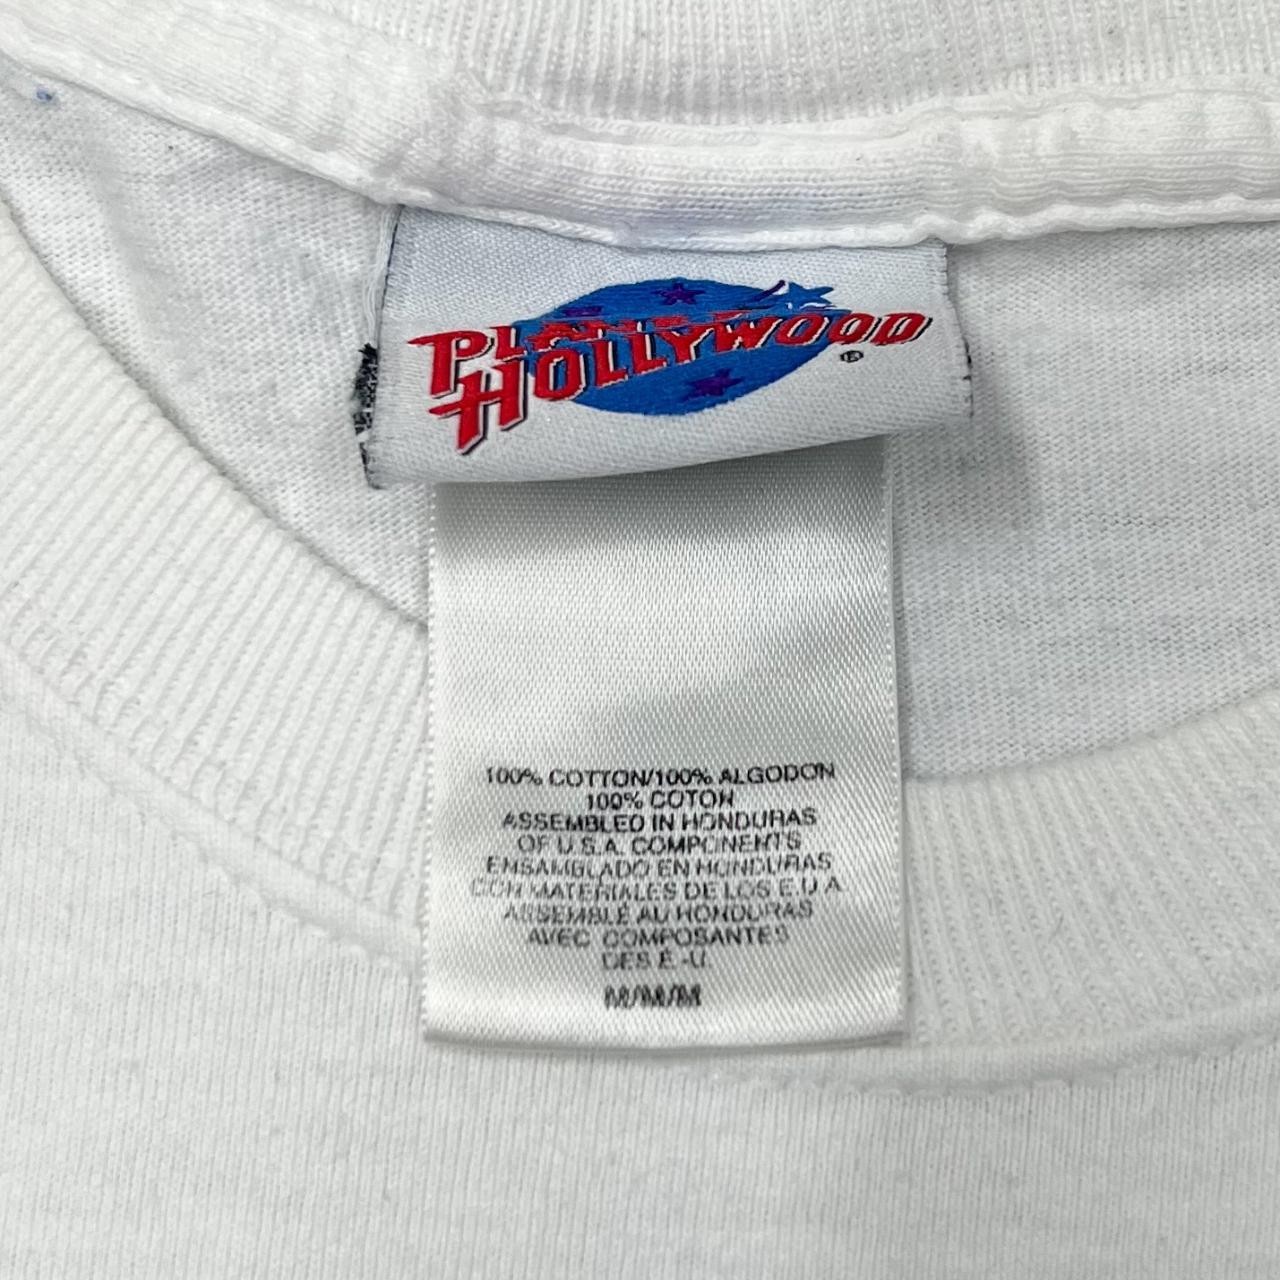 PLANET
HOLLYWOOD
®
100% COTTON/100% ALGODON
100% COTON
ASSEMBLED IN HONDURAS
OF U.S.A. COMPONENTS
ENSAMBLADO EN HONDURAS
CON MATERIALES DE LOS E.U.A
ASSEMBLÉ AU HONDURAS
AVEC COMPOSANTES
DES É.-U.
M/M/M